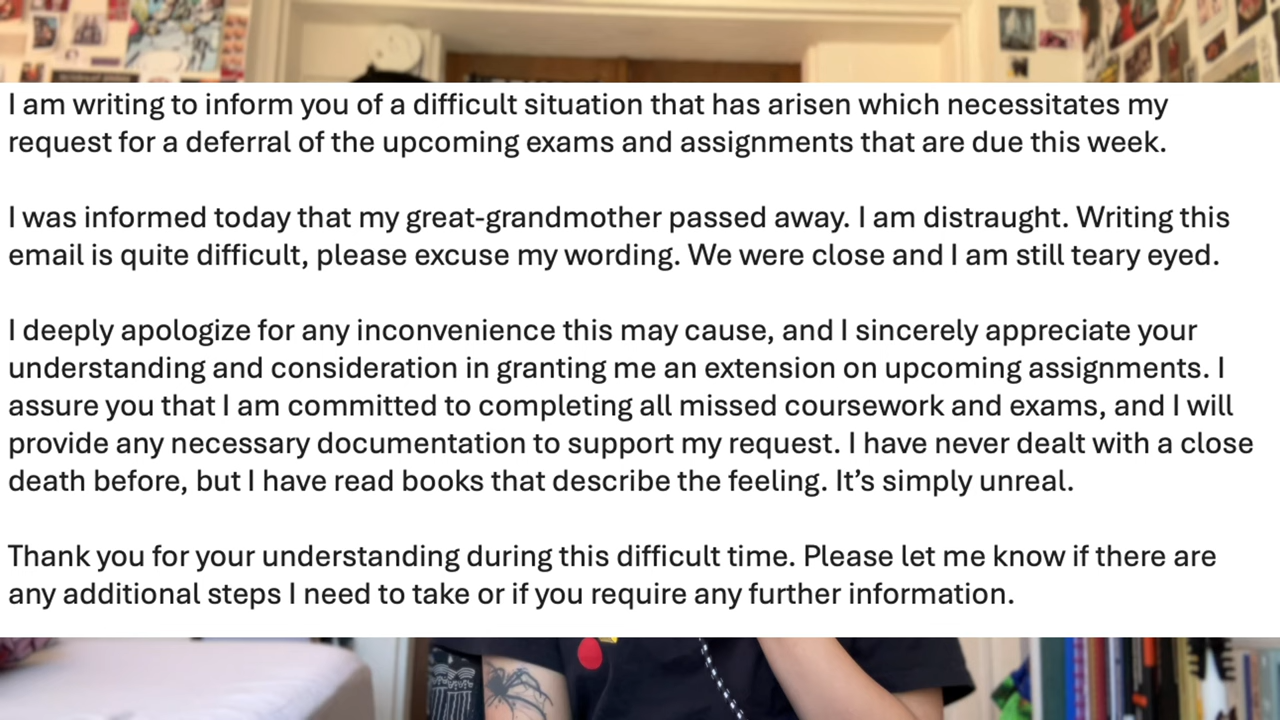 I am writing to inform you of a difficult situation that has arisen which necessitates my
request for a deferral of the upcoming exams and assignments that are due this week.
I was informed today that my great-grandmother passed away. I am distraught. Writing this
email is quite difficult, please excuse my wording. We were close and I am still teary eyed.
I deeply apologize for any inconvenience this may cause, and I sincerely appreciate your
understanding and consideration in granting me an extension on upcoming assignments. I
assure you that I am committed to completing all missed coursework and exams, and I will
provide any necessary documentation to support my request. I have never dealt with a close
death before, but I have read books that describe the feeling. It’s simply unreal.
Thank you for your understanding during this difficult time. Please let me know if there are
any additional steps I need to take or if you require any further information.